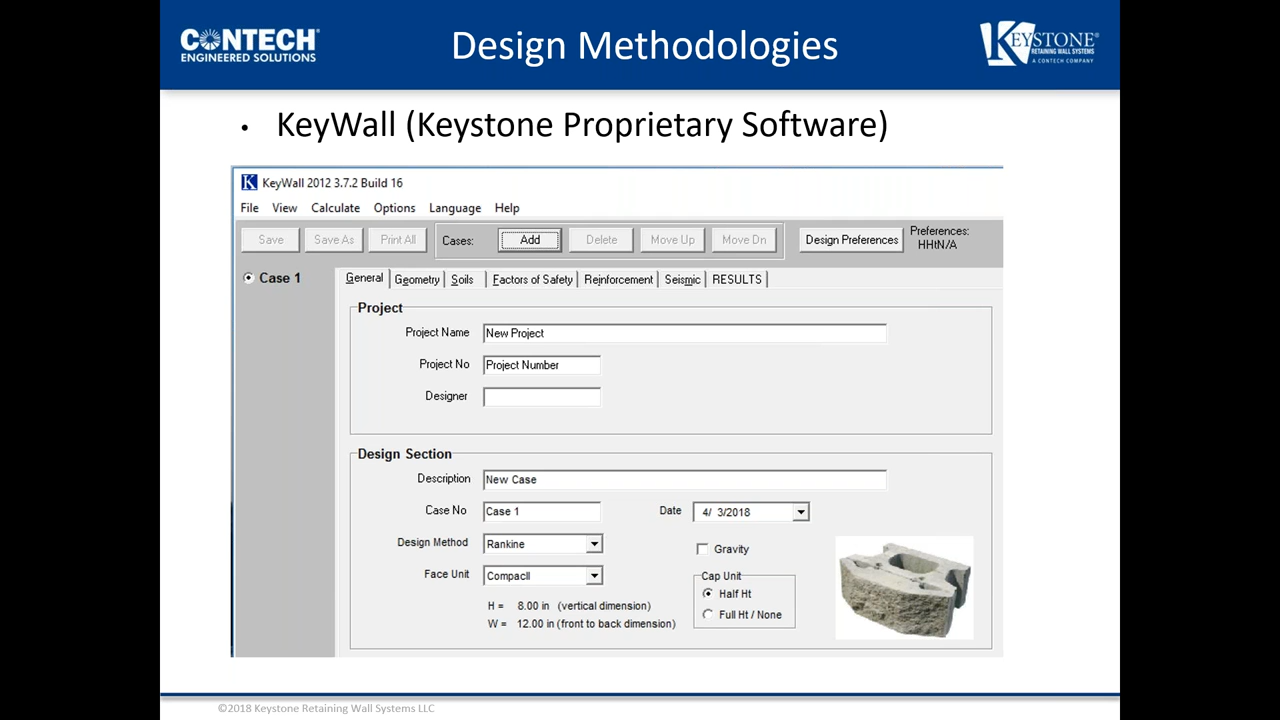 CONTECH®
ENGINEERED SOLUTIONS
Design Methodologies
KEYSTONE®
RETAINING WALL SYSTEMS
A CONTECH COMPANY
• KeyWall (Keystone Proprietary Software)
K KeyWall 2012 3.7.2 Build 16
File View Calculate Options Language Help
Save Save As Print All Cases: Add Delete Move Up Move Dn Design Preferences
Preferences:
HHtN/A
Case 1
General Geometry Soils Factors of Safety Reinforcement Seismic RESULTS
Project
Project Name New Project
Project No Project Number
Designer
Design Section
Description New Case
Case No Case 1 Date 4/ 3/2018
Design Method Rankine Gravity
Face Unit CompacII
Cap Unit
Half Ht
Full Ht / None
H = 8.00 in (vertical dimension)
W = 12.00 in (front to back dimension)
©2018 Keystone Retaining Wall Systems LLC